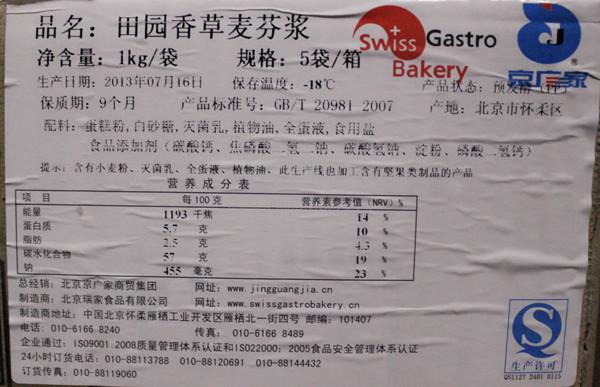 品名：田园香草麦芬浆
净含量：1kg/袋 规格：5袋/箱
Swiss Gastro Bakery
京广家
®
生产日期：2013年07月16日 保存温度：-18℃ 产品状态：预发酵
保质期：9个月 产品标准号：GB/T 20981-2007 产地：北京市怀柔区
配料：蛋糕粉，白砂糖，灭菌乳，植物油，全蛋液，食用盐
食品添加剂（碳酸钙、焦磷酸二氢二钠、碳酸氢钠、淀粉、磷酸二氢钙）
提示：含有小麦粉、灭菌乳、全蛋液、植物油，此生产线也加工含有坚果类制品的产品
营养成分表
项目 每100克 营养素参考值（NRV）%
能量 1193 千焦 14 %
蛋白质 5.7 克 10 %
脂肪 2.5 克 4.3 %
碳水化合物 57 克 19 %
钠 455 毫克 23 %
总经销：北京京广家商贸集团 网址：www.jingguangjia.cn
制造商：北京瑞家食品有限公司 网址：www.swissgastrobakery.cn
制造商地址：中国北京怀柔雁栖工业开发区雁栖北一街四号 邮编：101407
电话：010-6166 8240 传真：010-6166 8489
企业通过：ISO9001:2008质量管理体系认证和ISO22000：2005食品安全管理体系认证
24小时订货电话：010-88113788 010-88120691 010-88144432
订货传真：010-88119060
生产许可
QS1127 2401 0115